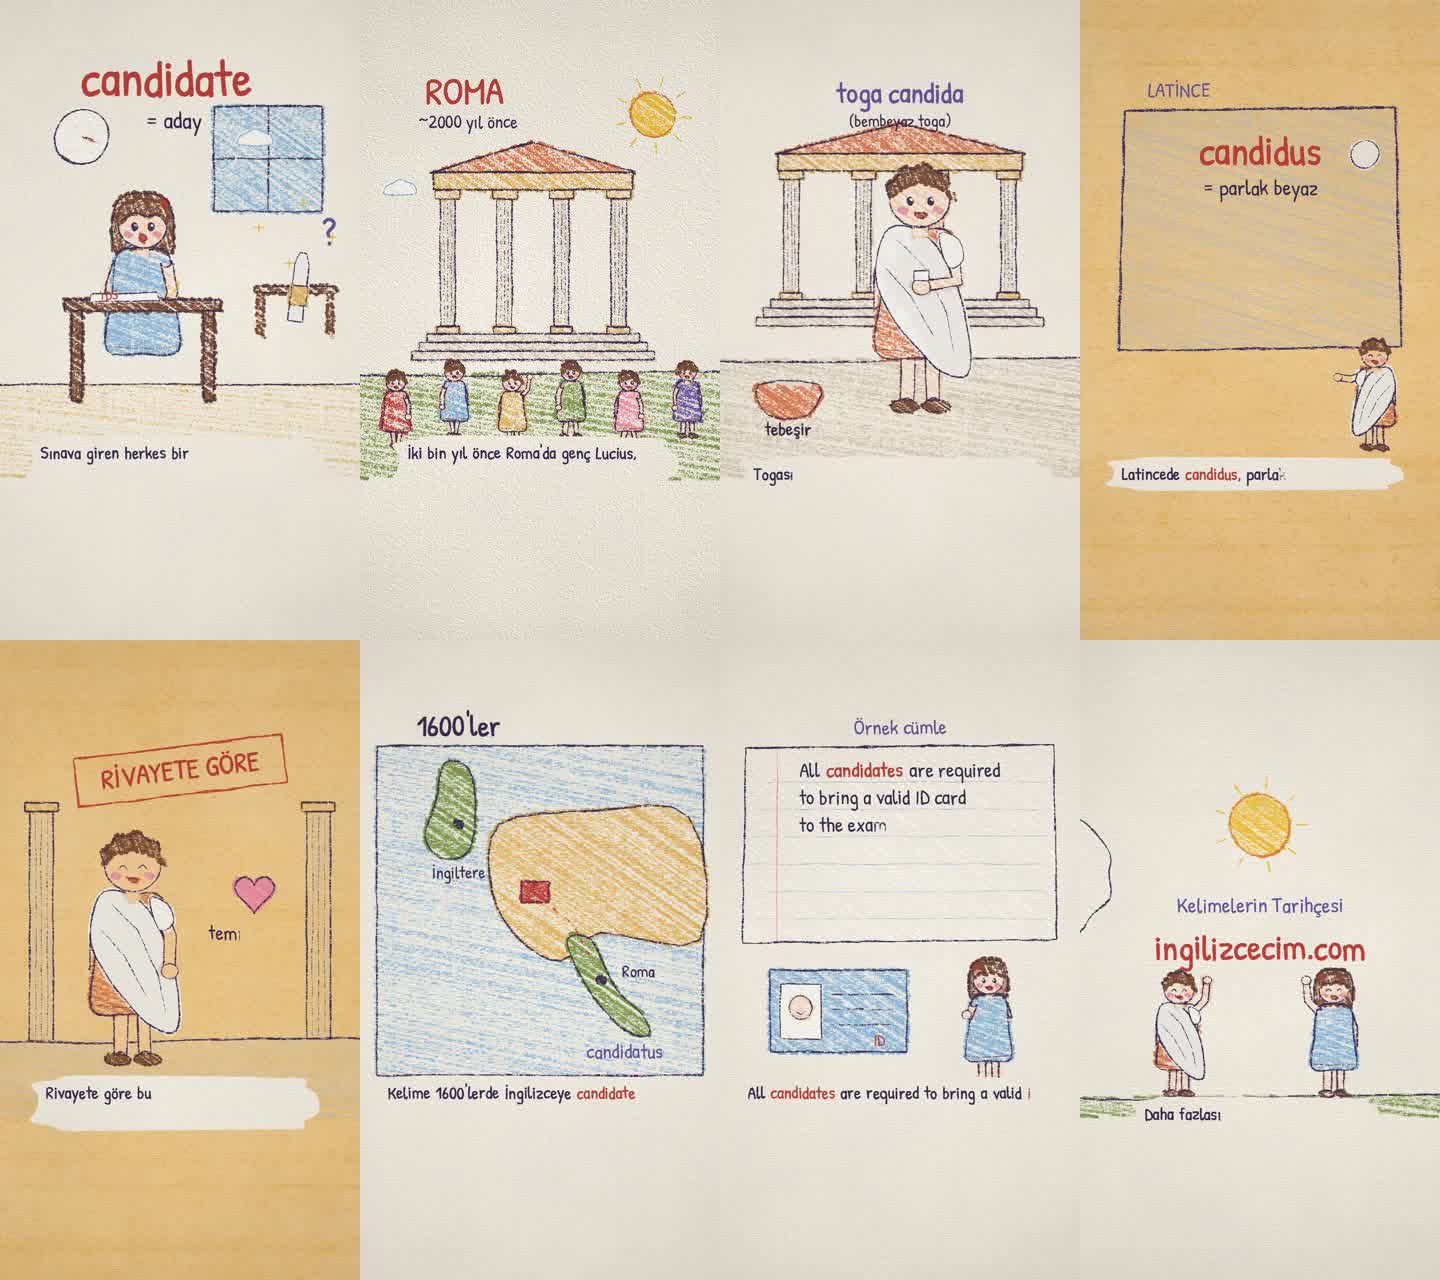 candidate
= aday
?
YDS
Sınava giren herkes bir
ROMA
~2000 yıl önce
İki bin yıl önce Roma'da genç Lucius,
toga candida
(bembeyaz toga)
tebeşir
Togası
LATİNCE
candidus
= parlak beyaz
Latincede candidus, parlak
RİVAYETE GÖRE
temi
Rivayete göre bu
1600'ler
İngiltere
Roma
candidatus
Kelime 1600'lerde İngilizceye candidate
Örnek cümle
All candidates are required
to bring a valid ID card
to the exam
ID
All candidates are required to bring a valid I
Kelimelerin Tarihçesi
ingilizcecim.com
Daha fazlası